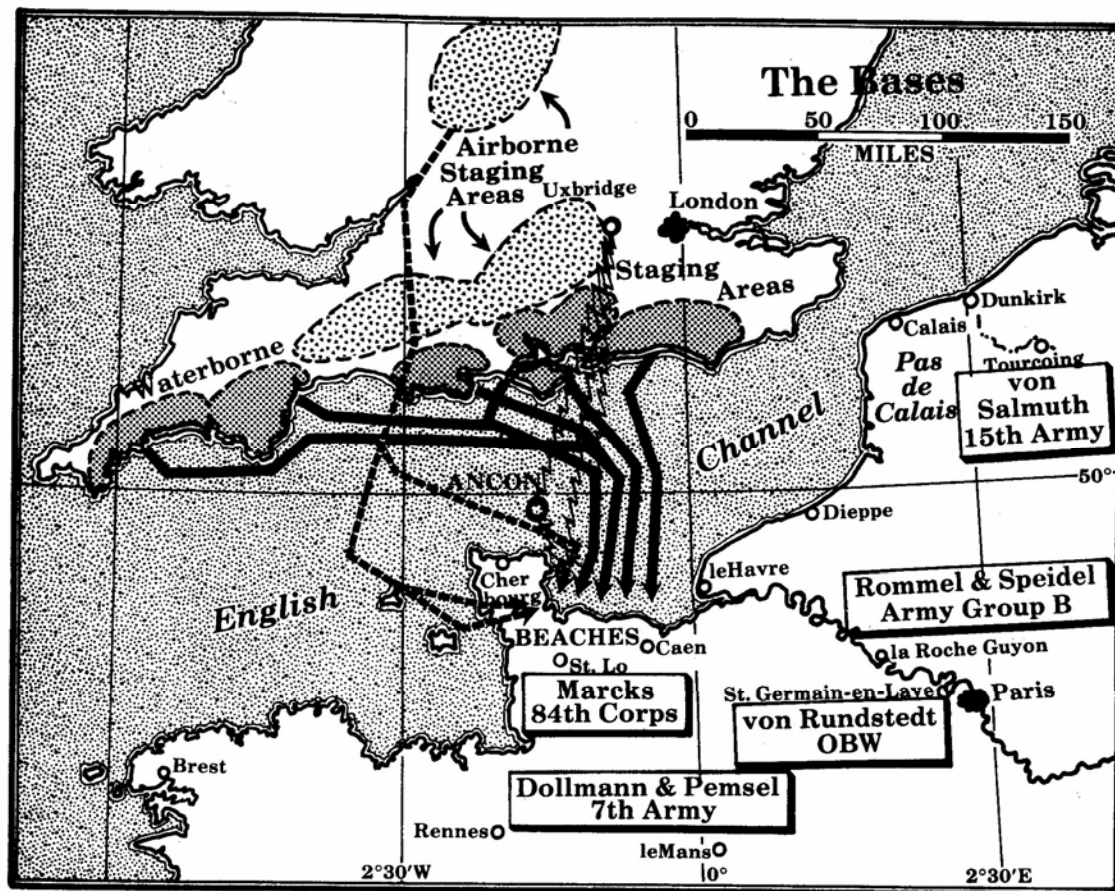 The Bases
0 50 100 150
MILES
Airborne
Staging
Areas
Uxbridge
London
Staging
Areas
Waterborne
Dunkirk
Calais
Tourcoing
Pas
de
Calais
von
Salmuth
15th Army
Channel
50°
ANCON
Dieppe
Cher
bourg
leHavre
English
Rommel & Speidel
Army Group B
BEACHES
Caen
la Roche Guyon
St. Lo
St. Germain-en-Laye
Paris
Marcks
84th Corps
von Rundstedt
OBW
Brest
Dollmann & Pemsel
7th Army
Rennes
leMans
2°30'W
0°
2°30'E